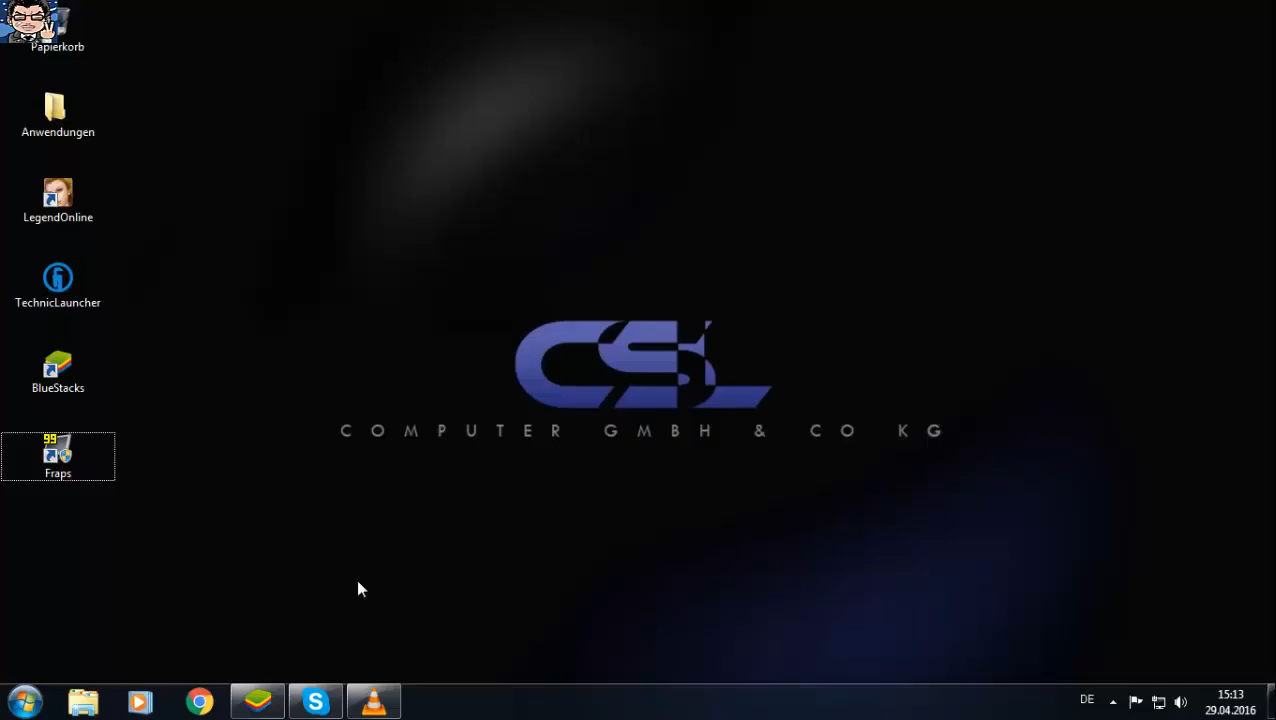 Papierkorb
Anwendungen
LegendOnline
TechnicLauncher
BlueStacks
99
Fraps
CSL
COMPUTER GMBH & CO KG
S
DE
15:13
29.04.2016